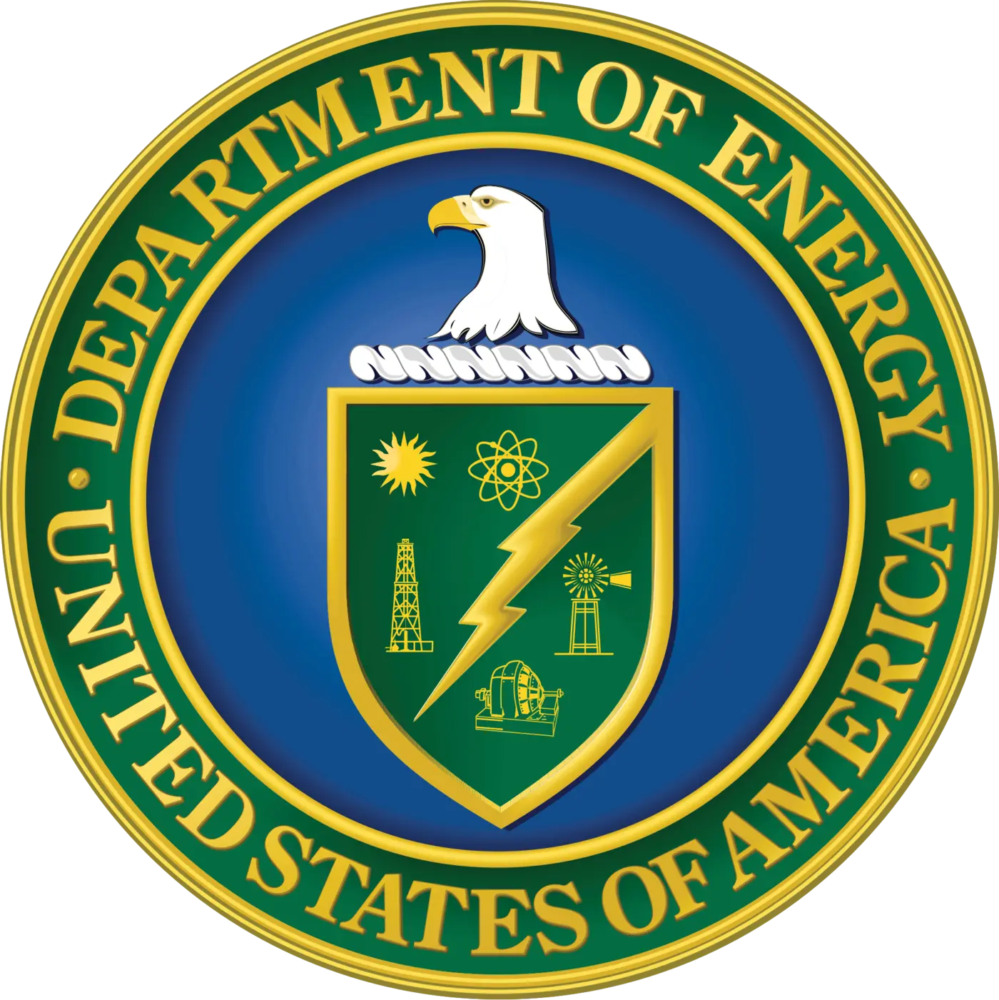 DEPARTMENT OF ENERGY
UNITED STATES OF AMERICA